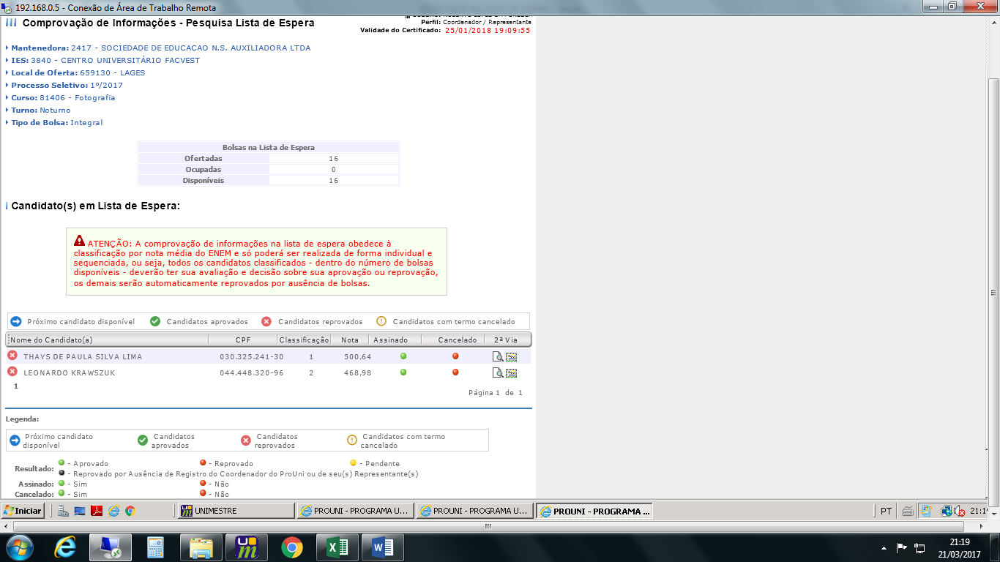 192.168.0.5 - Conexão de Área de Trabalho Remota
Comprovação de Informações - Pesquisa Lista de Espera
Perfil: Coordenador / Representante
Validade do Certificado: 25/01/2018 19:09:55
Mantenedora: 2417 - SOCIEDADE DE EDUCACAO N.S. AUXILIADORA LTDA
IES: 3840 - CENTRO UNIVERSITÁRIO FACVEST
Local de Oferta: 659130 - LAGES
Processo Seletivo: 1º/2017
Curso: 81406 - Fotografia
Turno: Noturno
Tipo de Bolsa: Integral
Bolsas na Lista de Espera
Ofertadas 16
Ocupadas 0
Disponíveis 16
Candidato(s) em Lista de Espera:
ATENÇÃO: A comprovação de informações na lista de espera obedece à
classificação por nota média do ENEM e só poderá ser realizada de forma individual e
sequenciada, ou seja, todos os candidatos classificados - dentro do número de bolsas
disponíveis - deverão ter sua avaliação e decisão sobre sua aprovação ou reprovação,
os demais serão automaticamente reprovados por ausência de bolsas.
Próximo candidato disponível Candidatos aprovados Candidatos reprovados Candidatos com termo cancelado
Nome do Candidato(a) CPF Classificação Nota Assinado Cancelado 2ª Via
THAYS DE PAULA SILVA LIMA 030.325.241-30 1 500,64
LEONARDO KRAWSZUK 044.448.320-96 2 468,98
1
Página 1 de 1
Legenda:
Próximo candidato disponível Candidatos aprovados Candidatos reprovados Candidatos com termo cancelado
Resultado: - Aprovado - Reprovado - Pendente
- Reprovado por Ausência de Registro do Coordenador do ProUni ou de seu(s) Representante(s)
Assinado: - Sim - Não
Cancelado: - Sim - Não
Iniciar UNIMESTRE PROUNI - PROGRAMA U... PROUNI - PROGRAMA U... PROUNI - PROGRAMA ... PT
21:19
21/03/2017